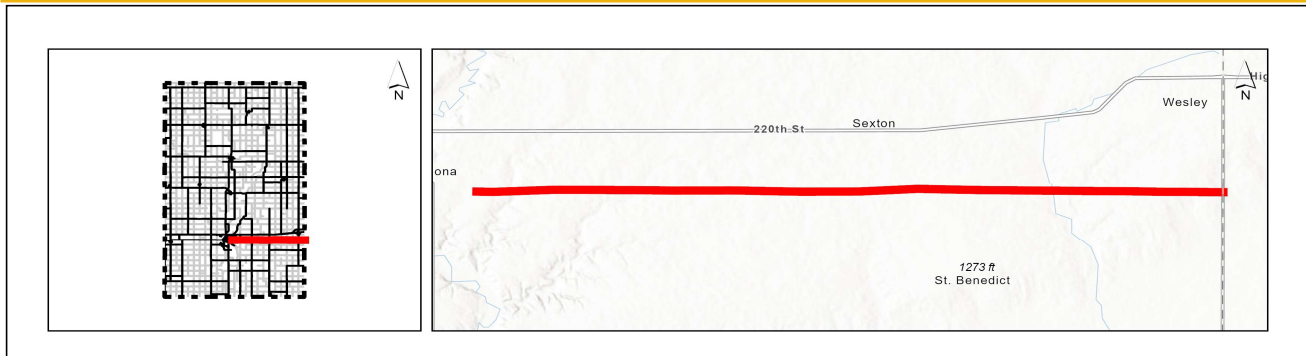 N
N
Hig
Wesley
Sexton
220th St
ona
1273 ft
St. Benedict